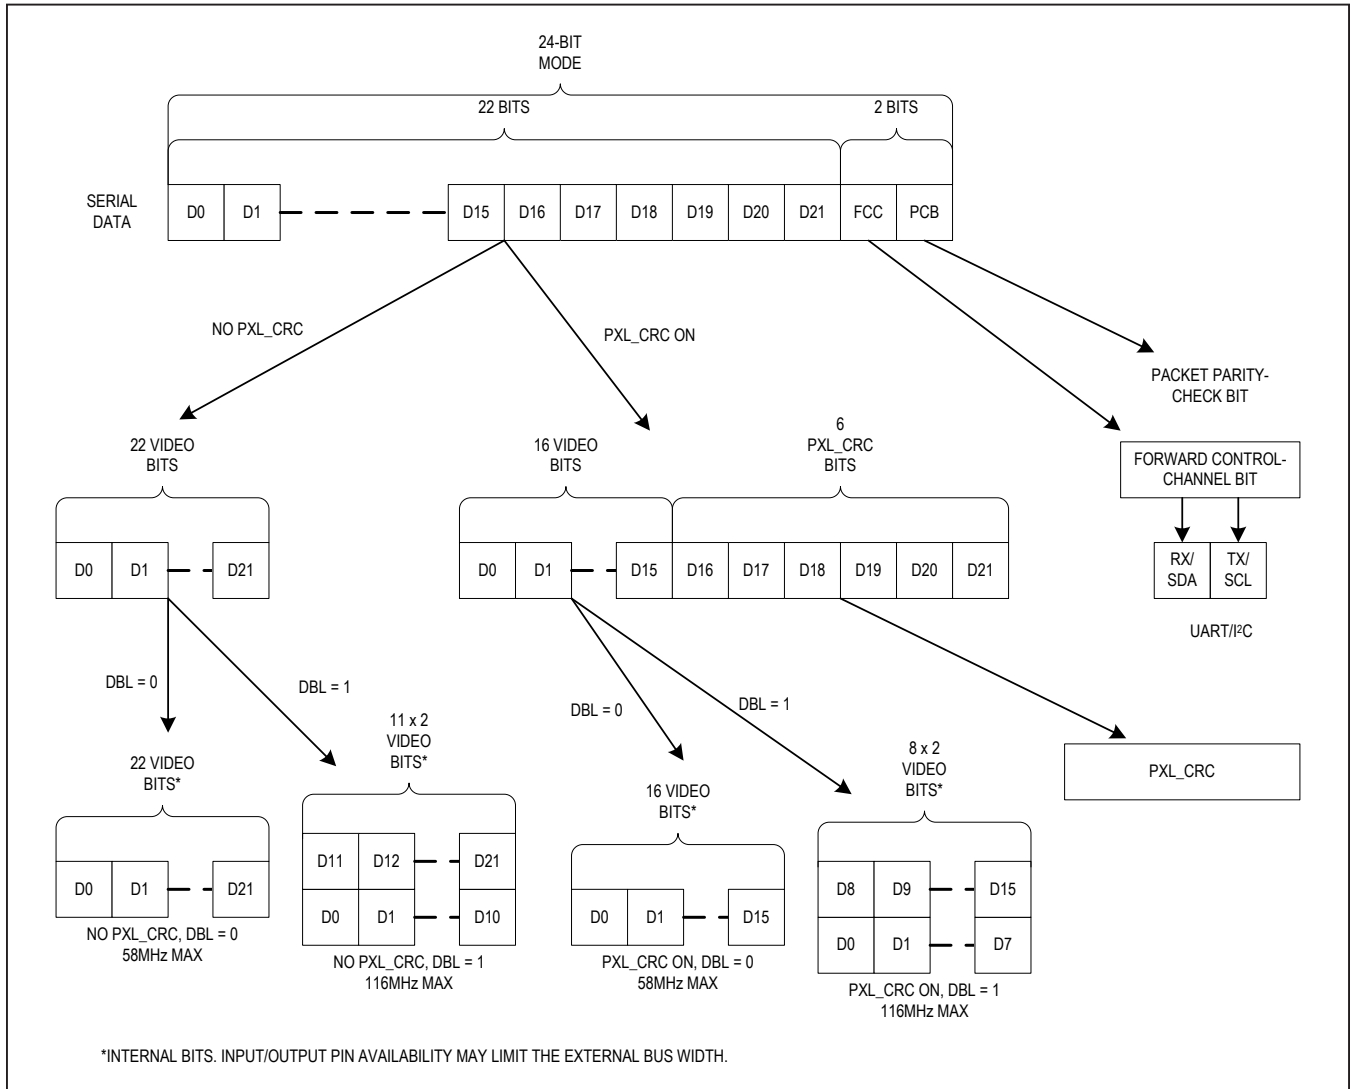 24-BIT
MODE
22 BITS
2 BITS
SERIAL
DATA
D0 D1 D15 D16 D17 D18 D19 D20 D21 FCC PCB
NO PXL_CRC
PXL_CRC ON
PACKET PARITY-
CHECK BIT
22 VIDEO
BITS
16 VIDEO
BITS
6
PXL_CRC
BITS
FORWARD CONTROL-
CHANNEL BIT
D0 D1 D21
D0 D1 D15 D16 D17 D18 D19 D20 D21
RX/
SDA
TX/
SCL
UART/I²C
DBL = 0
DBL = 1
DBL = 0
DBL = 1
22 VIDEO
BITS*
11 x 2
VIDEO
BITS*
16 VIDEO
BITS*
8 x 2
VIDEO
BITS*
PXL_CRC
D0 D1 D21
NO PXL_CRC, DBL = 0
58MHz MAX
D11 D12 D21
D0 D1 D10
NO PXL_CRC, DBL = 1
116MHz MAX
D0 D1 D15
PXL_CRC ON, DBL = 0
58MHz MAX
D8 D9 D15
D0 D1 D7
PXL_CRC ON, DBL = 1
116MHz MAX
*INTERNAL BITS. INPUT/OUTPUT PIN AVAILABILITY MAY LIMIT THE EXTERNAL BUS WIDTH.